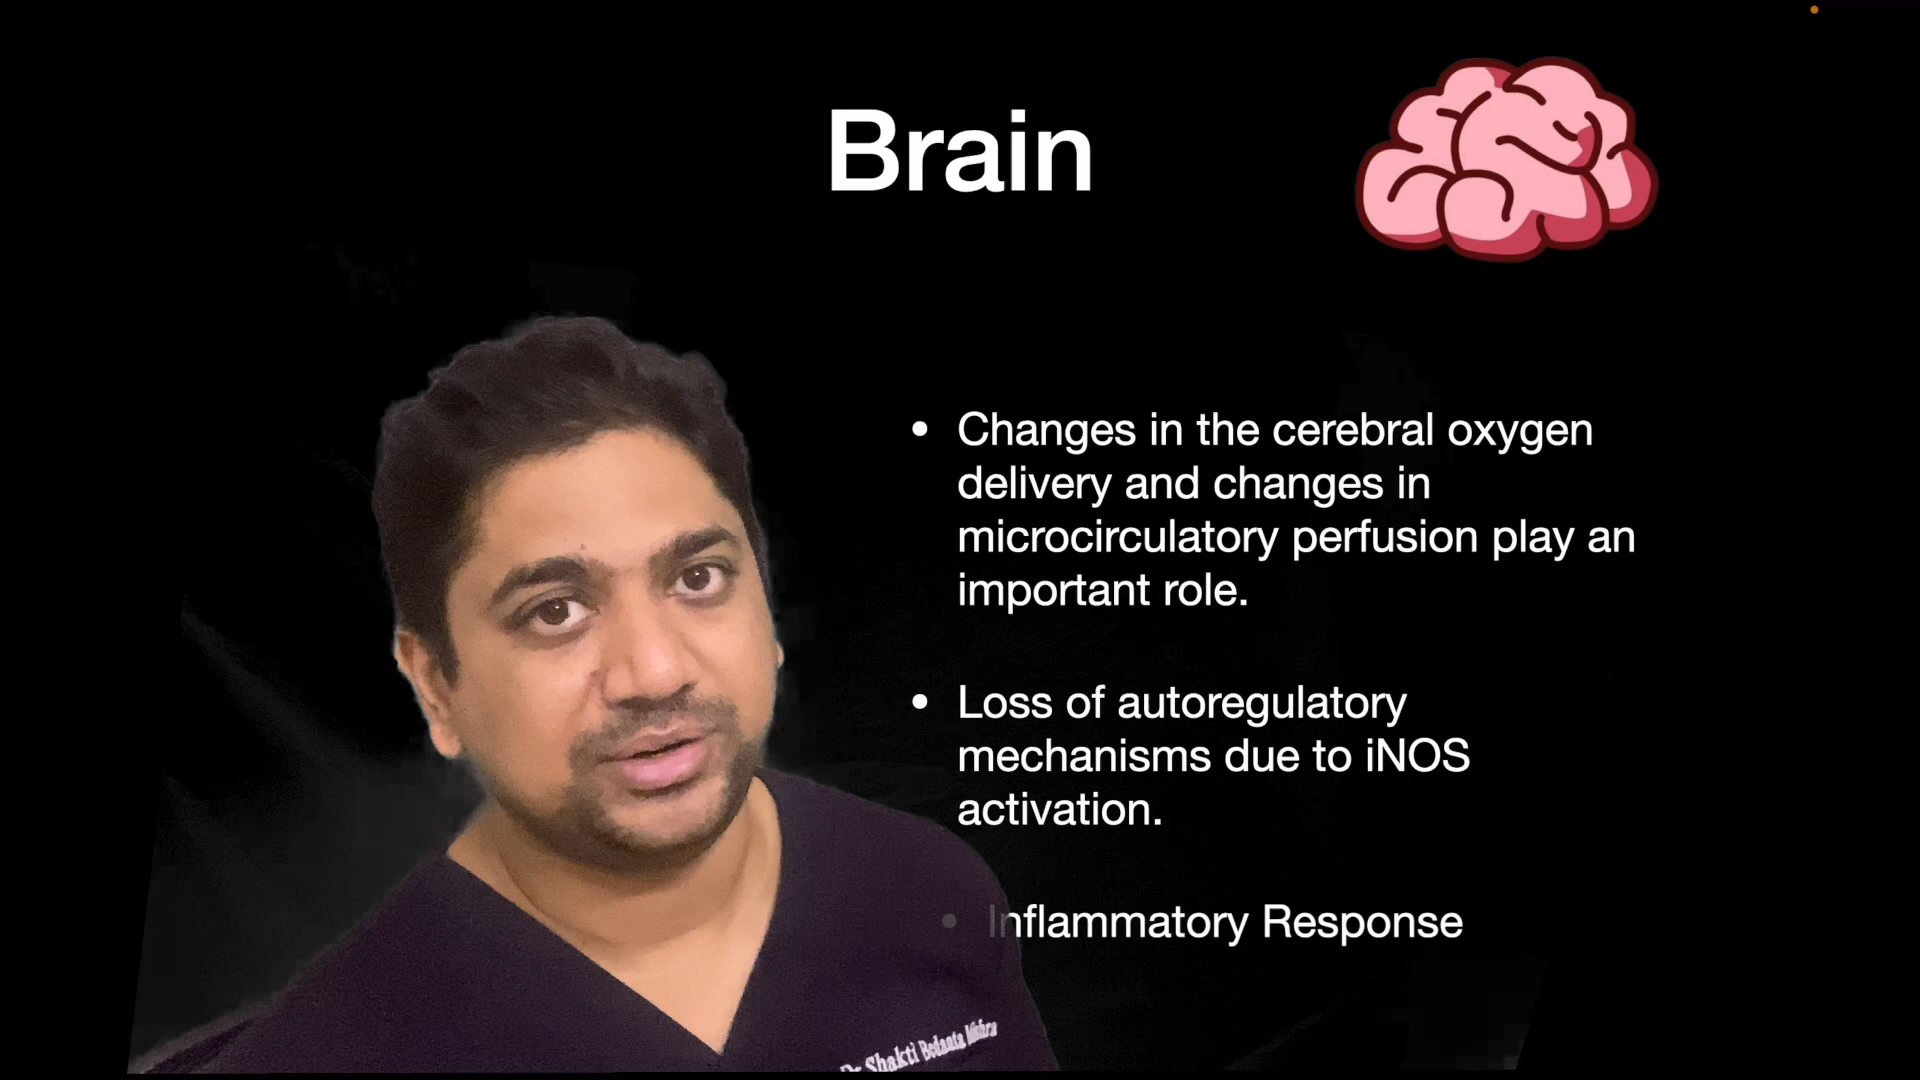 Brain
• Changes in the cerebral oxygen
delivery and changes in
microcirculatory perfusion play an
important role.
• Loss of autoregulatory
mechanisms due to iNOS
activation.
• Inflammatory Response
Dr Shakti Bedanta Mishra